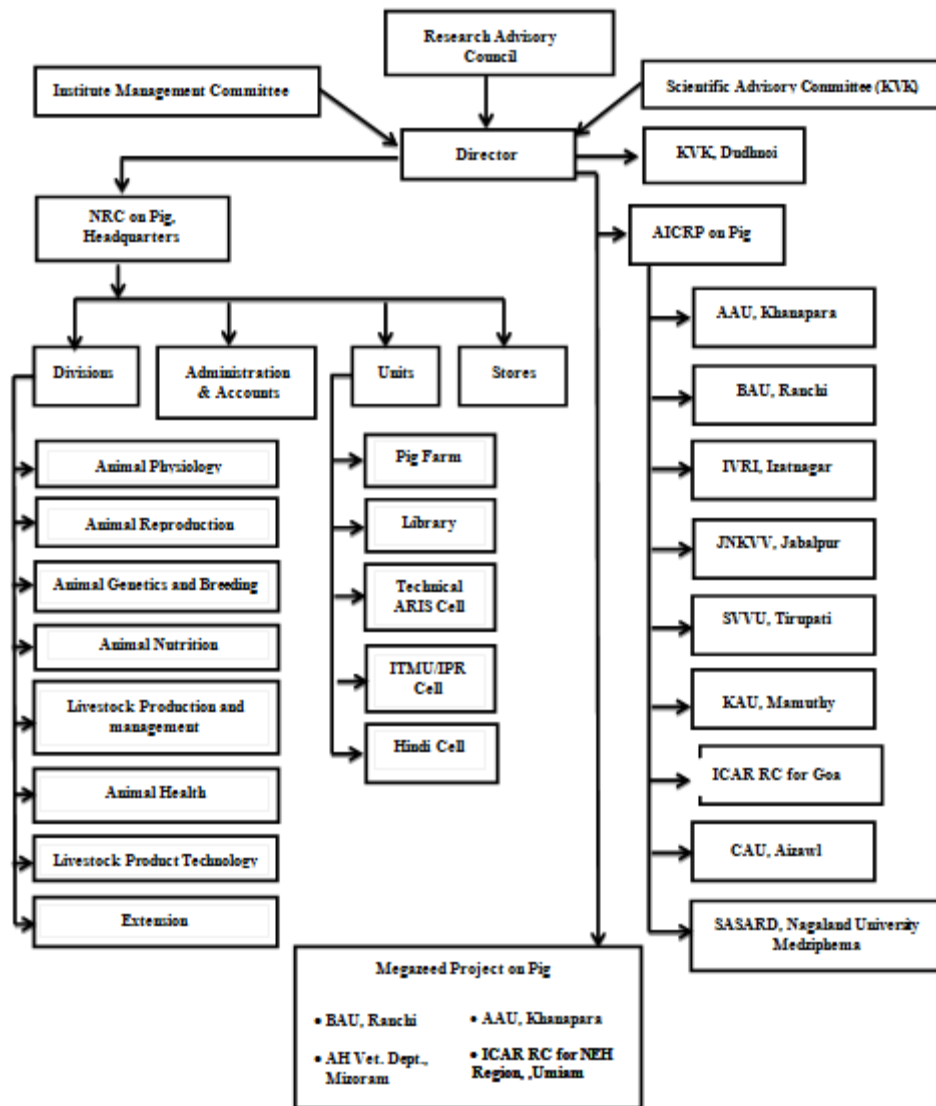 Research Advisory
Council
Institute Management Committee
Scientific Advisory Committee (KVK)
Director
KVK, Dudhnoi
NRC on Pig,
Headquarters
AICRP on Pig
AAU, Khanapara
BAU, Ranchi
IVRI, Izatnagar
JNKVV, Jabalpur
SVVU, Tirupati
KAU, Mamuthy
ICAR RC for Goa
CAU, Aizawl
SASARD, Nagaland University
Medziphema
Divisions
Administration
& Accounts
Units
Stores
Animal Physiology
Animal Reproduction
Animal Genetics and Breeding
Animal Nutrition
Livestock Production and
management
Animal Health
Livestock Product Technology
Extension
Pig Farm
Library
Technical
ARIS Cell
ITMU/IPR
Cell
Hindi Cell
Megazeed Project on Pig
• BAU, Ranchi
• AAU, Khanapara
• AH Vet. Dept.,
Mizoram
• ICAR RC for NEH
Region, ,Umiam